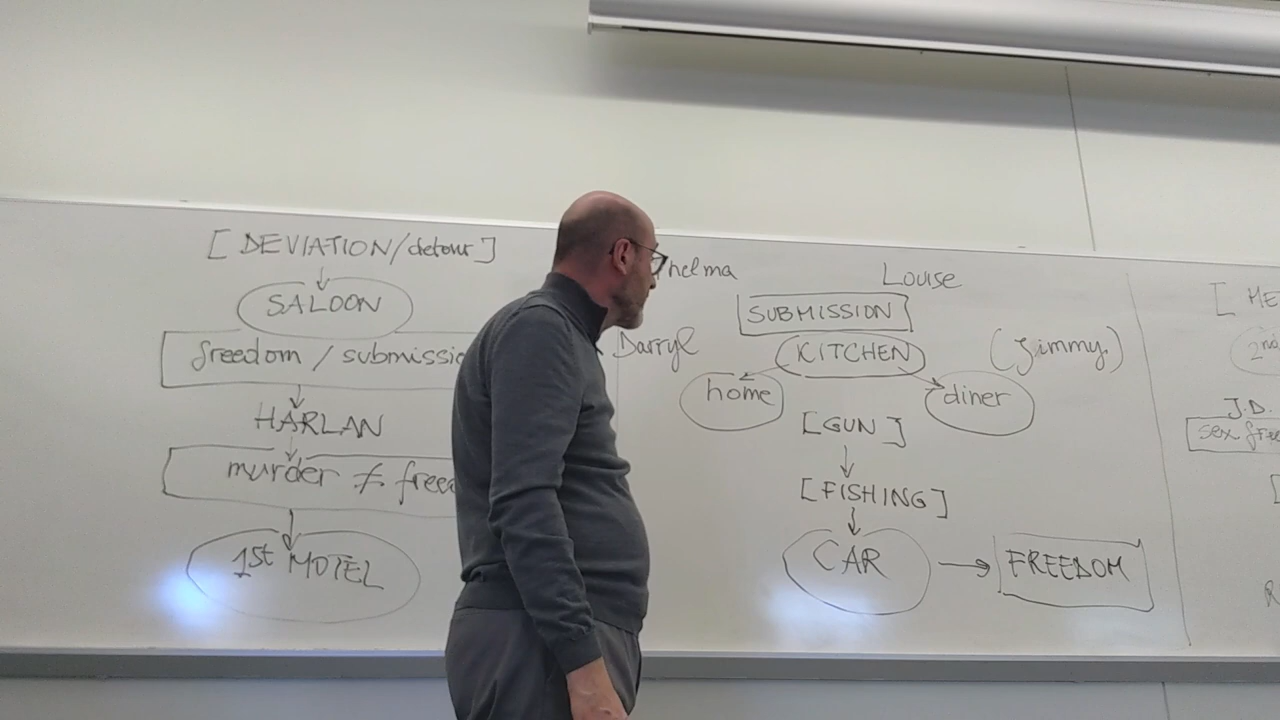 [DEVIATION/detour]
SALOON
freedom / submissio
HARLAN
murder ≠ free
1st MOTEL
helma
Louise
SUBMISSION
Darryl
KITCHEN
(Jimmy)
home
diner
[GUN]
[FISHING]
CAR → FREEDOM
[ ME
2nd
J.D.
sex free
[
R